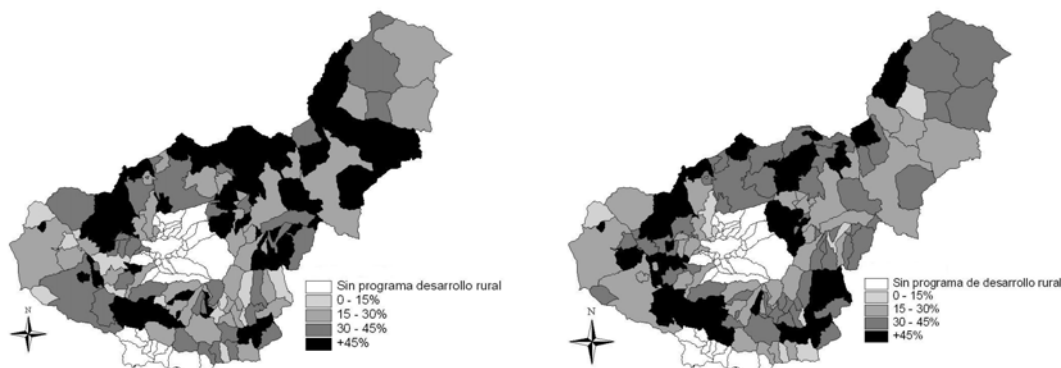 Sin programa desarrollo rural
0 - 15%
15 - 30%
30 - 45%
+45%
N
Sin programa de desarrollo rural
0 - 15%
15 - 30%
30 - 45%
+45%
N